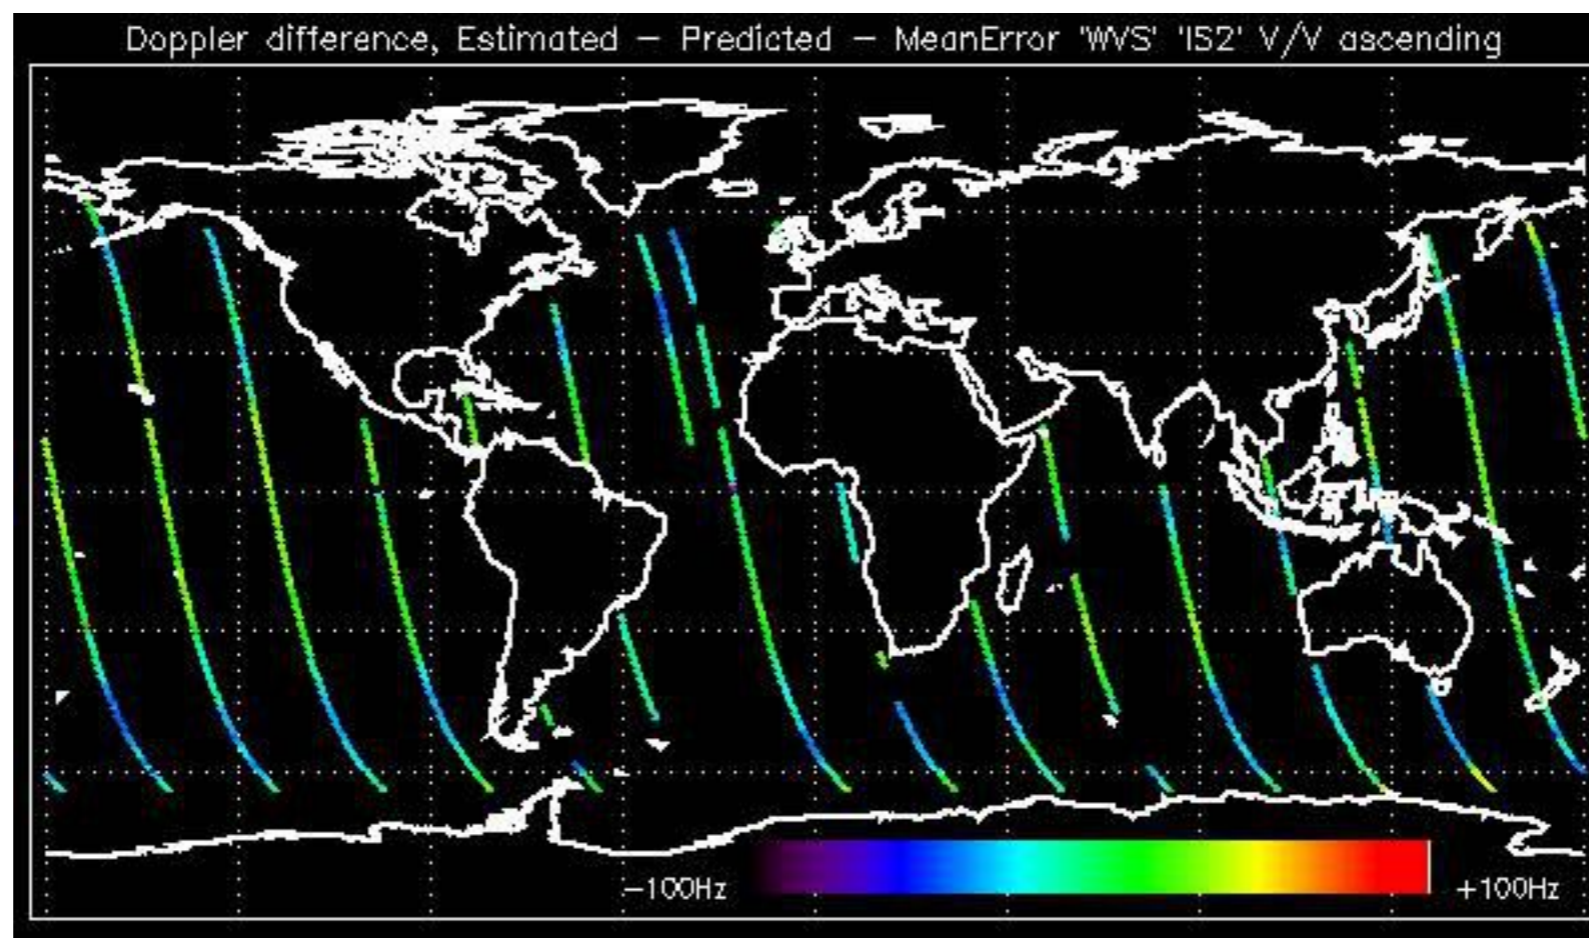 Doppler difference, Estimated – Predicted – MeanError 'WVS' 'IS2' V/V ascending
−100Hz +100Hz